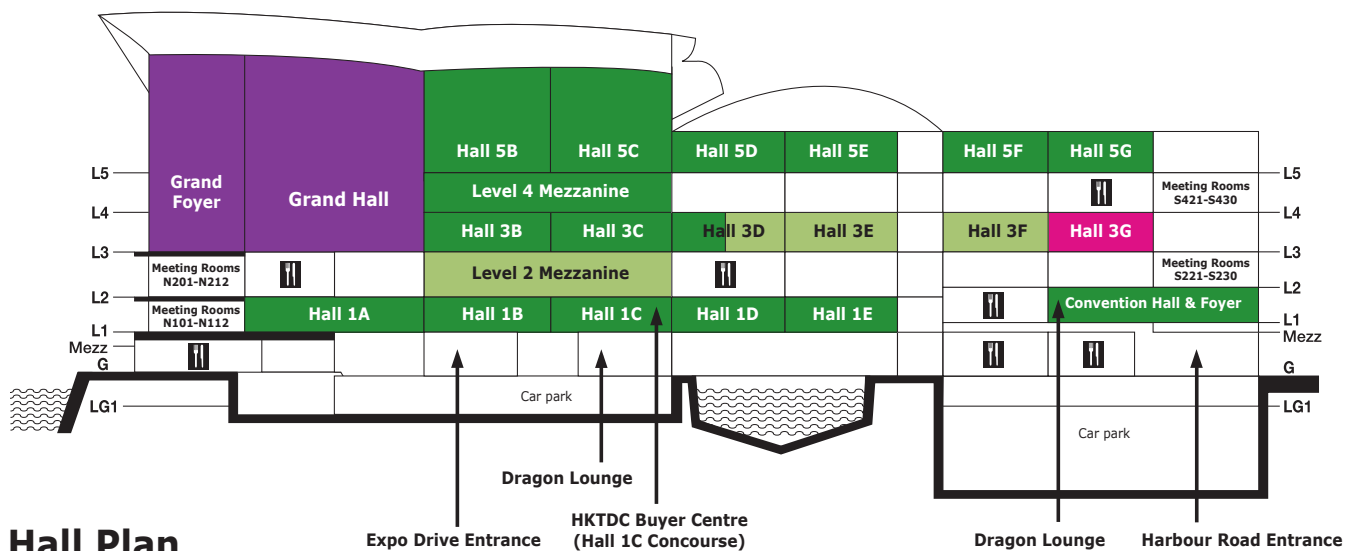 Hall 5B
Hall 5C
Hall 5D
Hall 5E
Hall 5F
Hall 5G
L5
L5
Grand
Foyer
Grand Hall
Level 4 Mezzanine
Meeting Rooms
S421-S430
L4
L4
Hall 3B
Hall 3C
Hall 3D
Hall 3E
Hall 3F
Hall 3G
L3
L3
Meeting Rooms
N201-N212
Level 2 Mezzanine
Meeting Rooms
S221-S230
L2
L2
Meeting Rooms
N101-N112
Hall 1A
Hall 1B
Hall 1C
Hall 1D
Hall 1E
Convention Hall & Foyer
L1
L1
Mezz
Mezz
G
G
Car park
LG1
LG1
Car park
Dragon Lounge
Hall Plan
Expo Drive Entrance
HKTDC Buyer Centre
(Hall 1C Concourse)
Dragon Lounge
Harbour Road Entrance